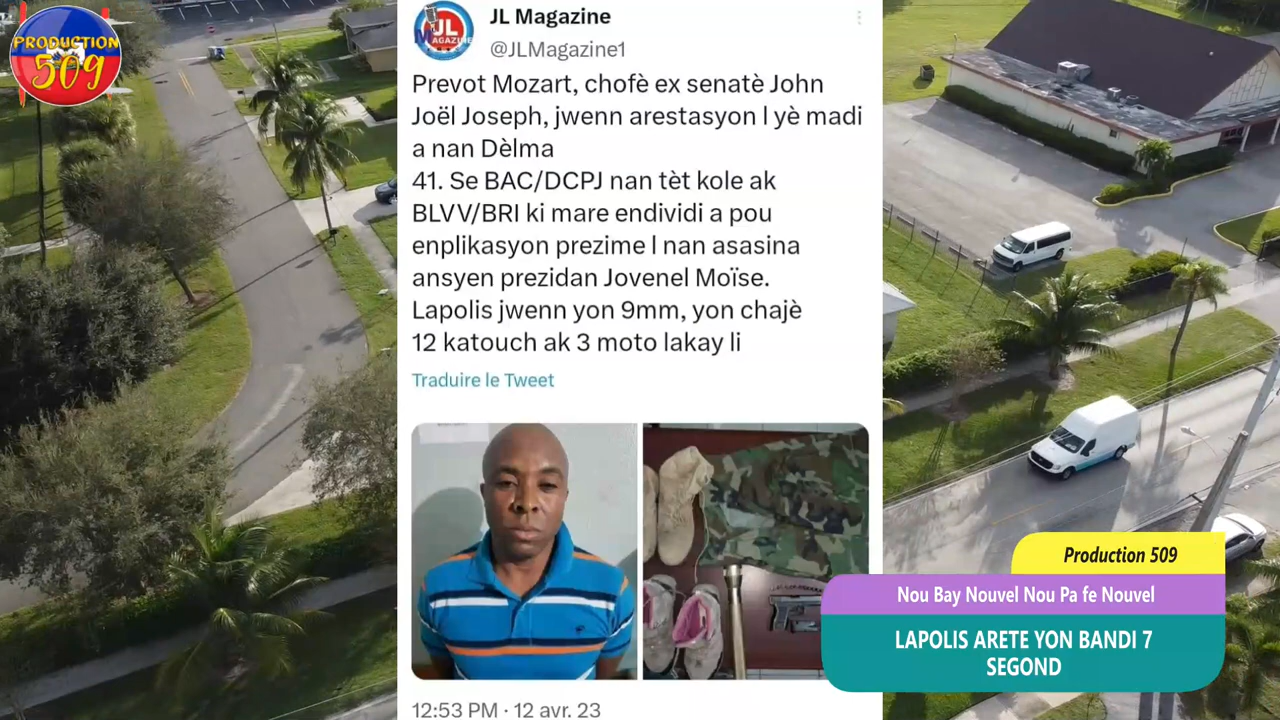 PRODUCTION
509
JL
MAGAZINE
JL Magazine
@JLMagazine1
Prevot Mozart, chofè ex senatè John
Joël Joseph, jwenn arestasyon l yè madi
a nan Dèlma
41. Se BAC/DCPJ nan tèt kole ak
BLVV/BRI ki mare endividi a pou
enplikasyon prezime l nan asasina
ansyen prezidan Jovenel Moïse.
Lapolis jwenn yon 9mm, yon chajè
12 katouch ak 3 moto lakay li
Traduire le Tweet
12:53 PM · 12 avr. 23
Production 509
Nou Bay Nouvel Nou Pa fe Nouvel
LAPOLIS ARETE YON BANDI 7
SEGOND